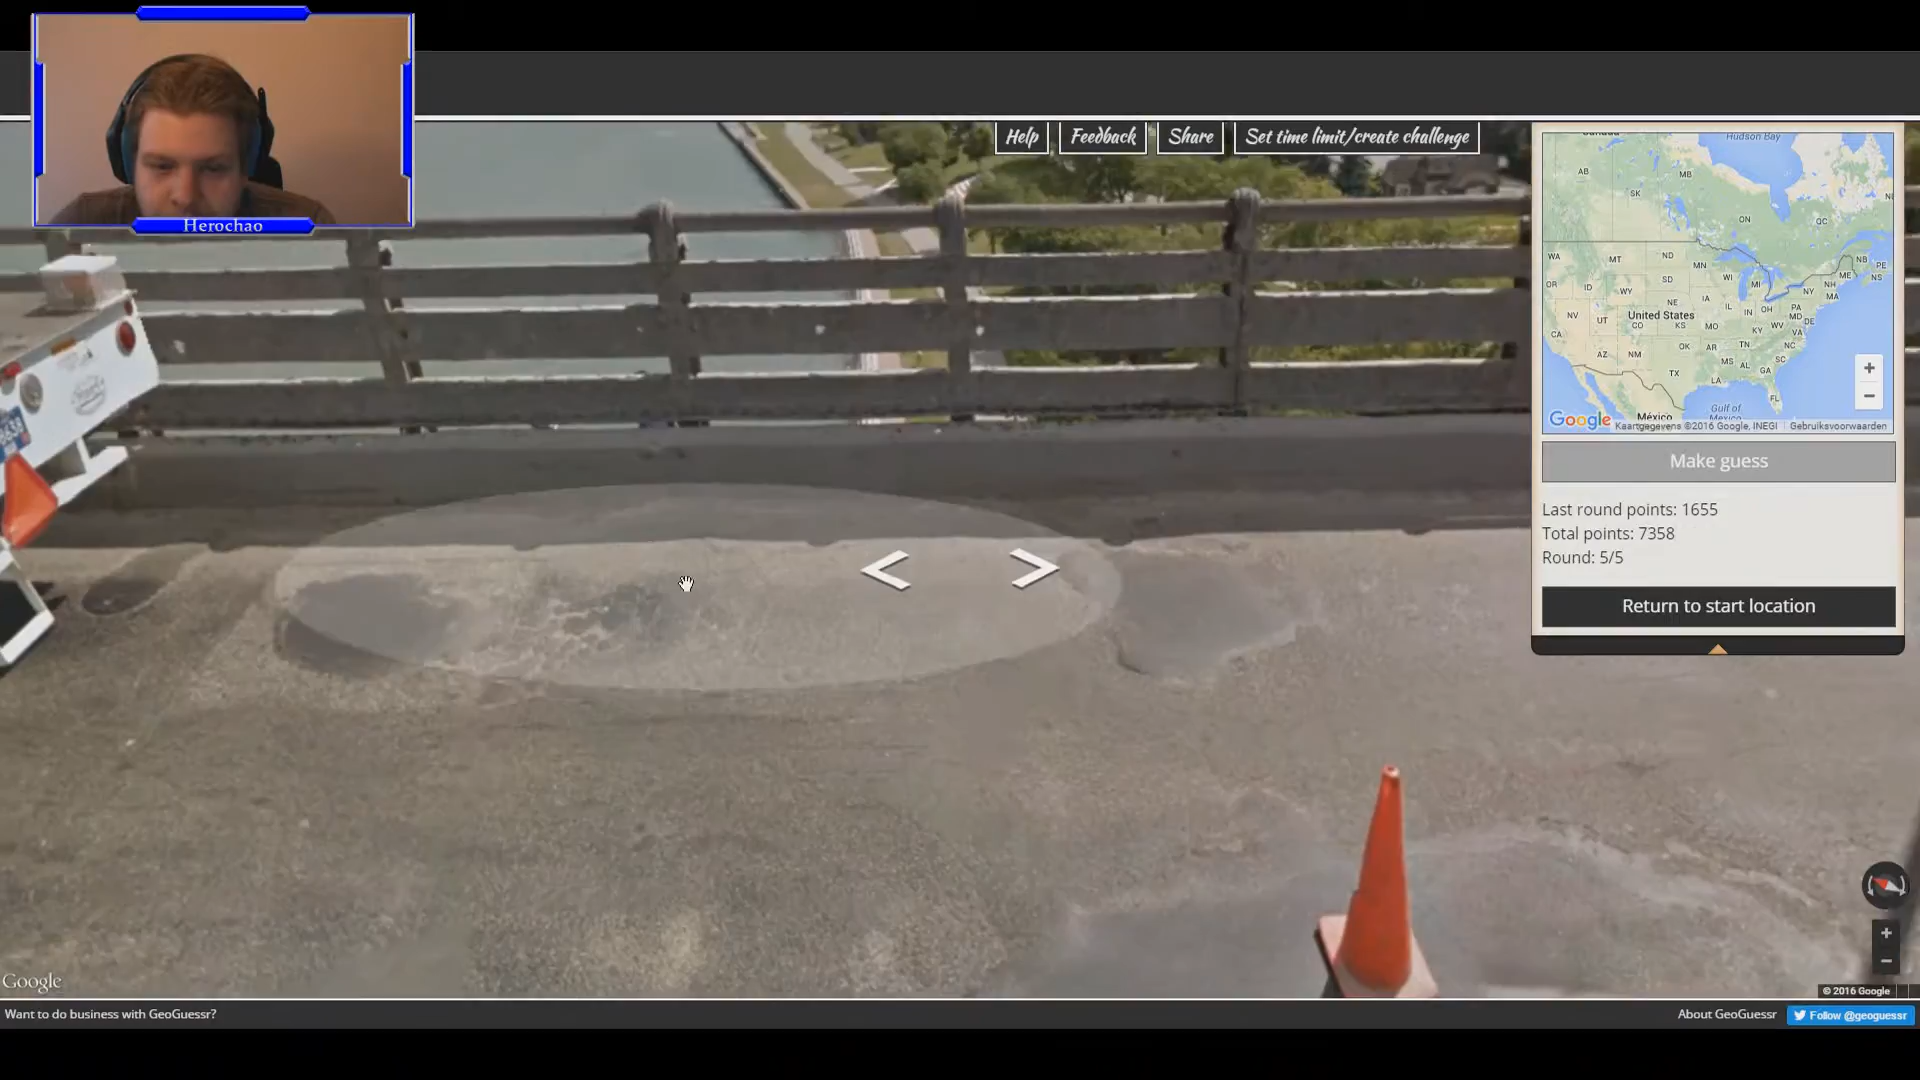 Herochao
Help
Feedback
Share
Set time limit/create challenge
Hudson Bay
AB
SK
MB
ON
QC
WA
MT
ND
MN
NB
PE
NS
ME
OR
ID
WY
SD
WI
MI
NY
NH
MA
NV
UT
NE
IA
IL
IN
OH
PA
MD
DE
United States
CO
KS
MO
KY
WV
VA
CA
AZ
NM
OK
AR
TN
NC
TX
LA
MS
AL
GA
SC
FL
México
Gulf of
Mexico
Google
Kaartgegevens ©2016 Google, INEGI
Gebruiksvoorwaarden
Make guess
Last round points: 1655
Total points: 7358
Round: 5/5
Return to start location
Google
© 2016 Google
Want to do business with GeoGuessr?
About GeoGuessr
Follow @geoguessr